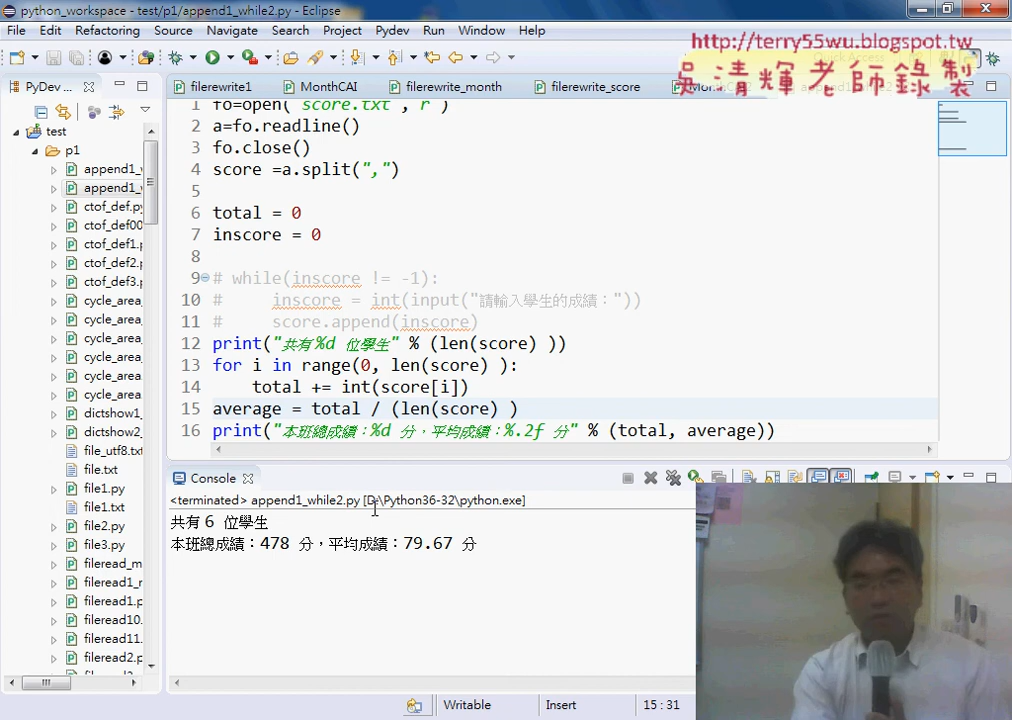 python_workspace - test/p1/append1_while2.py - Eclipse
File Edit Refactoring Source Navigate Search Project Pydev Run Window Help
http://terry55wu.blogspot.tw
吳清輝老師錄製
PyDev ...
filerewrite1
MonthCAI
filerewrite_month
filerewrite_score
test
p1
append1_
append1_
ctof_def.py
ctof_def00
ctof_def1.p
ctof_def2.p
ctof_def3.p
cycle_area
cycle_area
cycle_area
cycle_area
cycle_area
cycle_area
dictshow1_
dictshow2_
file_utf8.txt
file.txt
file1.py
file1.txt
file2.py
file3.py
fileread_m
fileread1_r
fileread1.p
fileread10.
fileread11.
fileread2.p
1 fo=open('score.txt','r')
2 a=fo.readline()
3 fo.close()
4 score =a.split(",")
5
6 total = 0
7 inscore = 0
8
9 # while(inscore != -1):
10 #     inscore = int(input("請輸入學生的成績："))
11 #     score.append(inscore)
12 print("共有%d 位學生" % (len(score) ))
13 for i in range(0, len(score) ):
14     total += int(score[i])
15 average = total / (len(score) )
16 print("本班總成績：%d 分，平均成績：%.2f 分" % (total, average))
Console
<terminated> append1_while2.py [D:\Python36-32\python.exe]
共有 6 位學生
本班總成績：478 分，平均成績：79.67 分
Writable
Insert
15 : 31